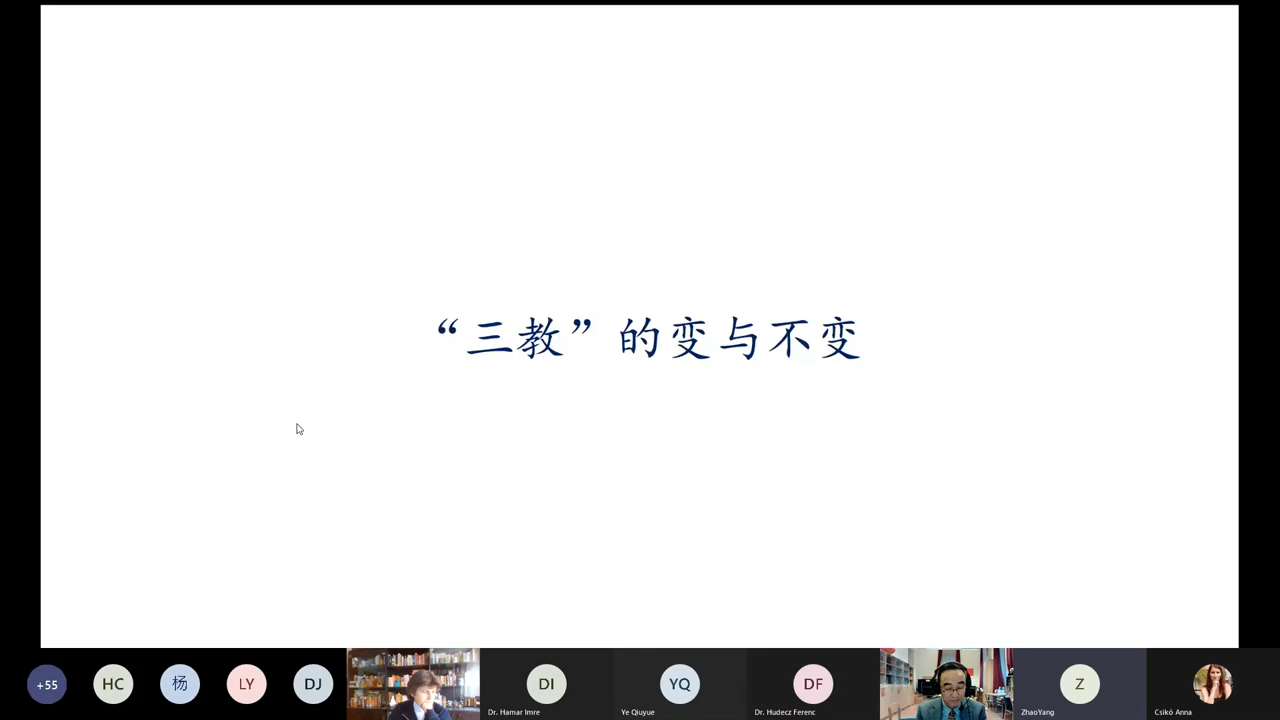 “三教”的变与不变
+55
HC
杨
LY
DJ
DI
Dr. Hamar Imre
YQ
Ye Qiuyue
DF
Dr. Hudecz Ferenc
Z
ZhaoYang
Csikó Anna